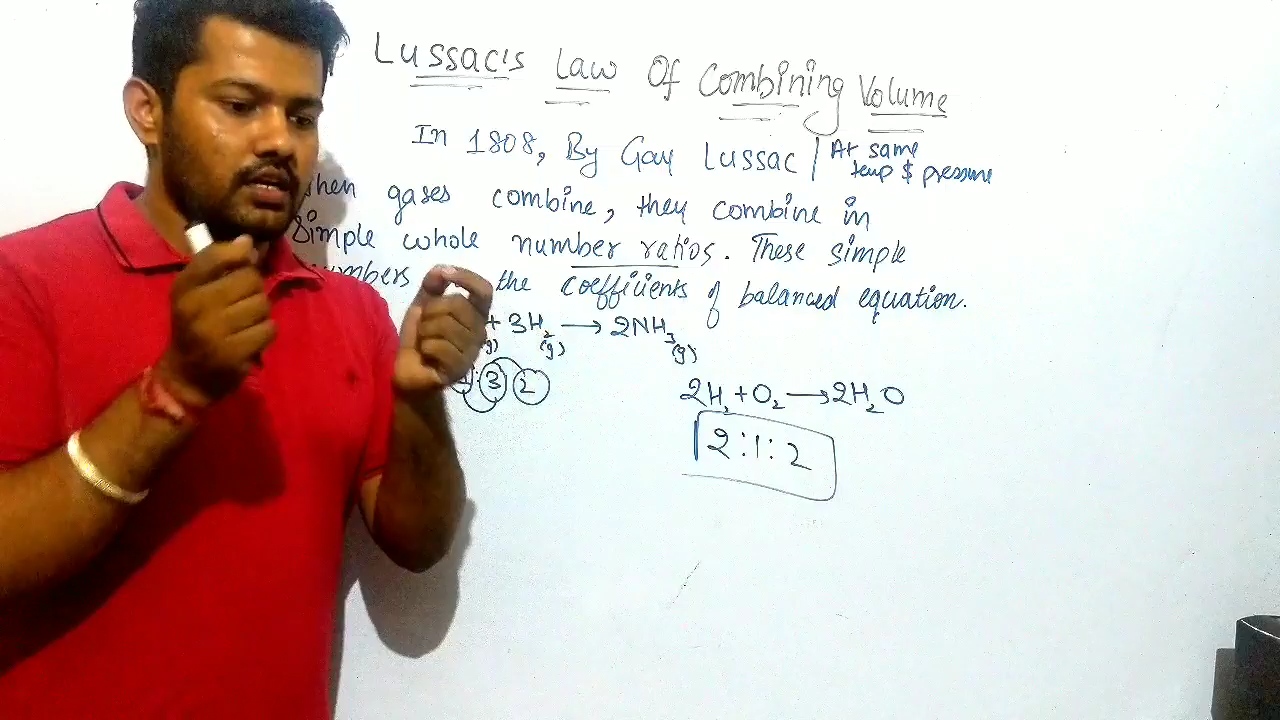 Lussac's Law Of Combining Volume
In 1808, By Gay Lussac | At same
temp & pressure
hen gases combine, they combine in
Simple whole number ratios. These simple
umbers the coefficients of balanced equation.
+ 3H₂ ⟶ 2NH₃
(g) (g) (g)
3 2
2H₂ + O₂ ⟶ 2H₂O
2:1:2